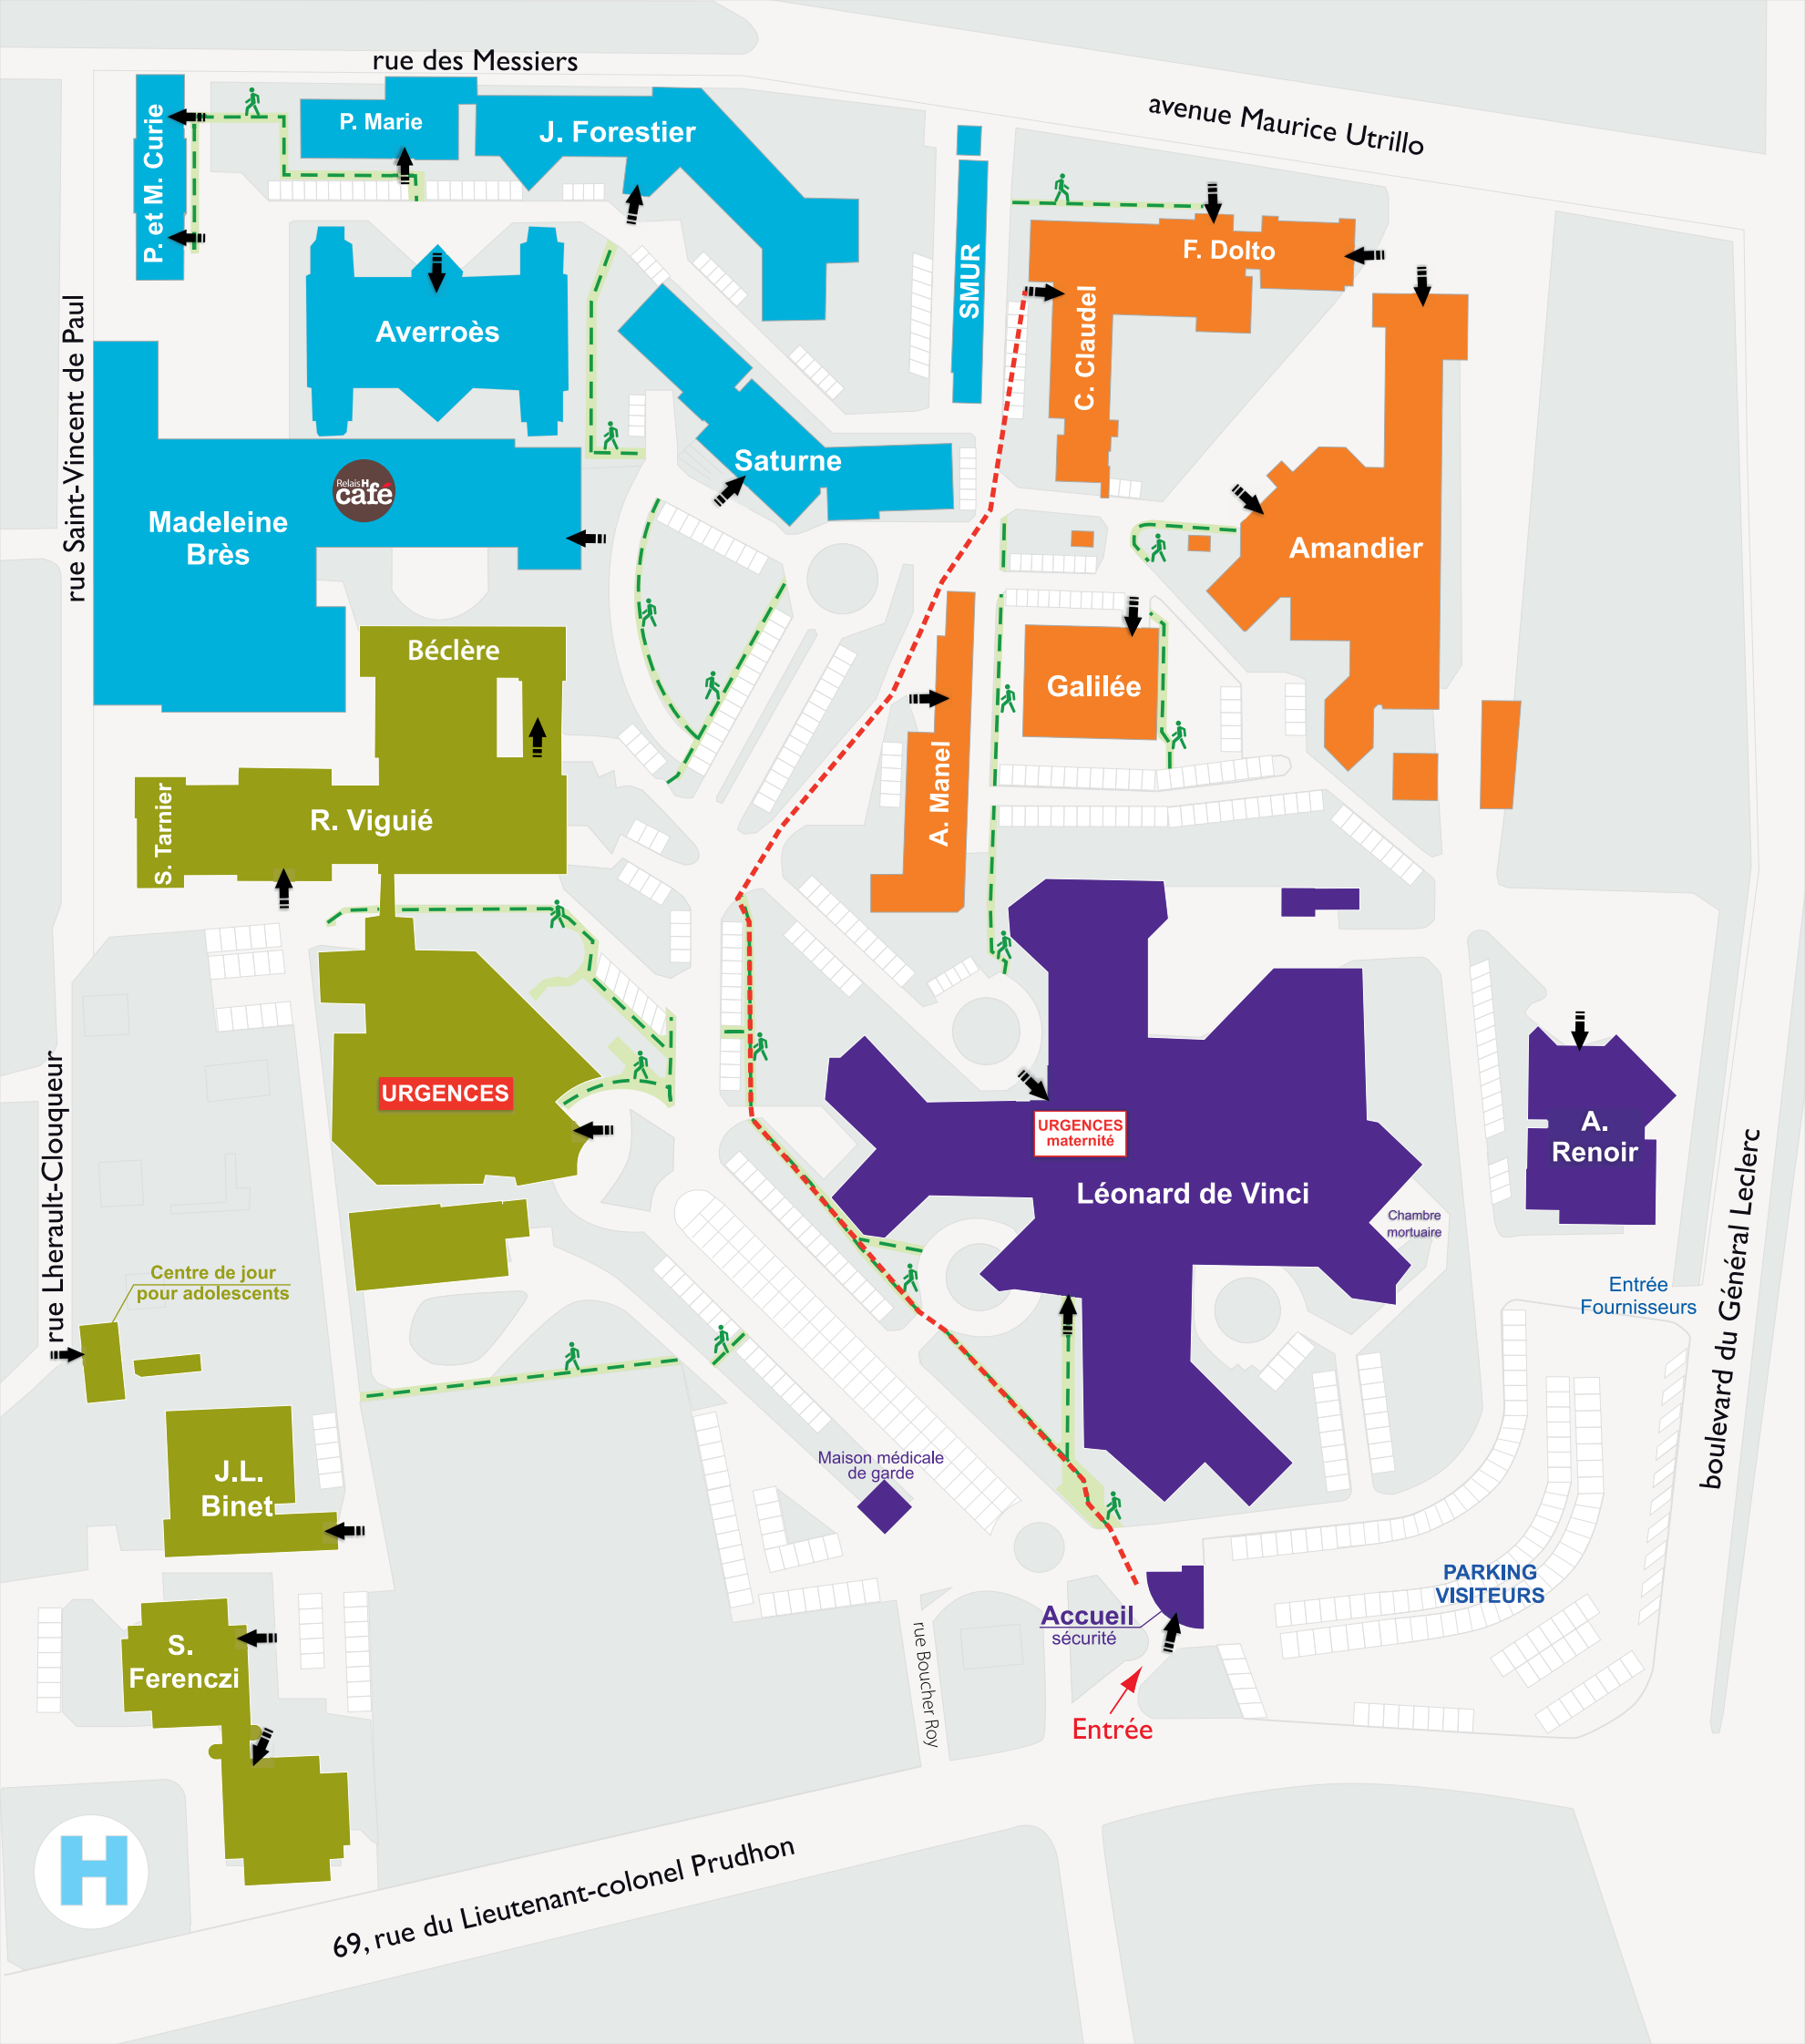 rue des Messiers
avenue Maurice Utrillo
P. et M. Curie
P. Marie
J. Forestier
SMUR
F. Dolto
C. Claudel
Averroès
rue Saint-Vincent de Paul
Saturne
RelaisH
café
Madeleine
Brès
Amandier
Béclère
Galilée
A. Manel
S. Tarnier
R. Viguié
URGENCES
URGENCES
maternité
A.
Renoir
Léonard de Vinci
Chambre
mortuaire
rue Lherault-Clouqueur
boulevard du Général Leclerc
Centre de jour
pour adolescents
Entrée
Fournisseurs
J.L.
Binet
Maison médicale
de garde
PARKING
VISITEURS
Accueil
sécurité
S.
Ferenczi
rue Boucher Roy
Entrée
H
69, rue du Lieutenant-colonel Prudhon